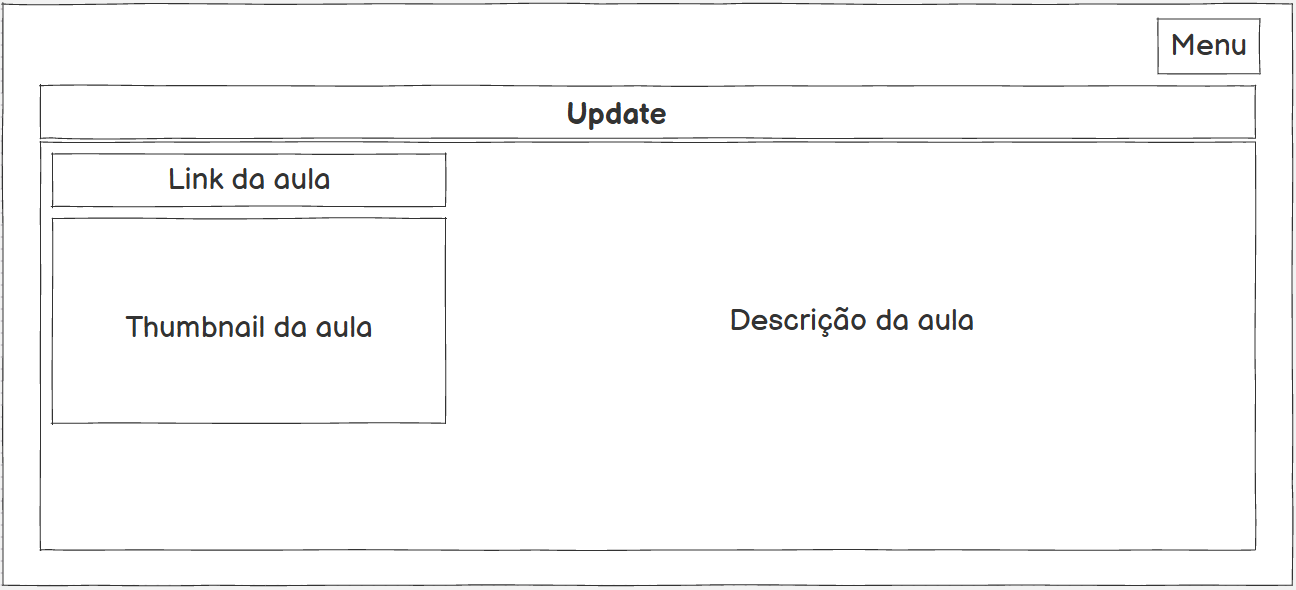 Menu
Update
Link da aula
Thumbnail da aula
Descrição da aula